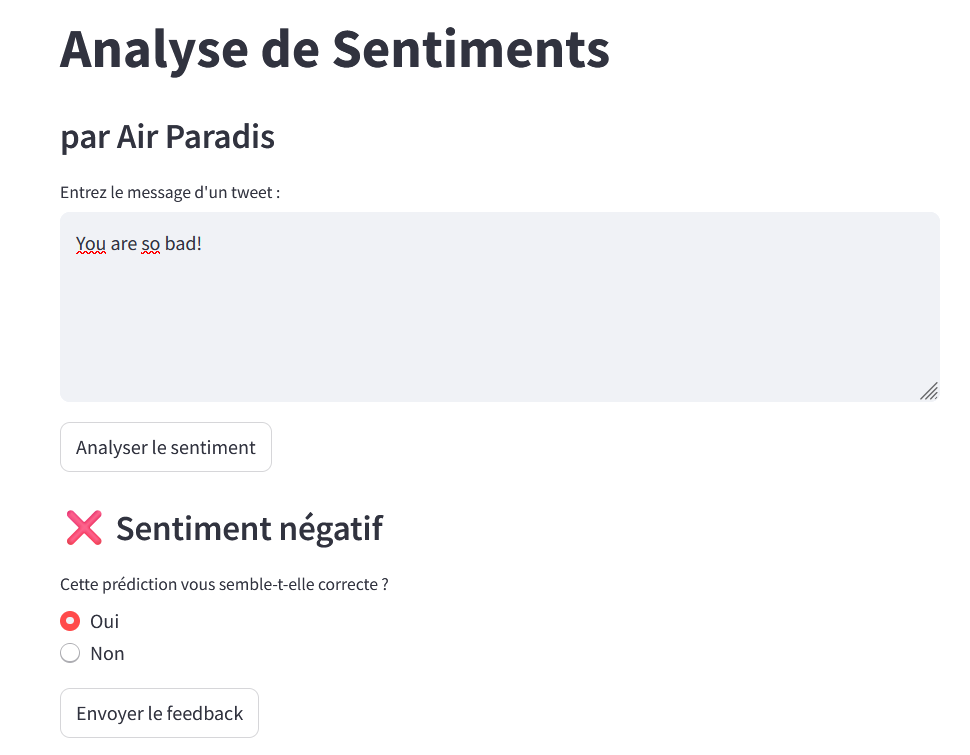 Analyse de Sentiments
par Air Paradis
Entrez le message d'un tweet :
You are so bad!
Analyser le sentiment
❌ Sentiment négatif
Cette prédiction vous semble-t-elle correcte ?
Oui
Non
Envoyer le feedback